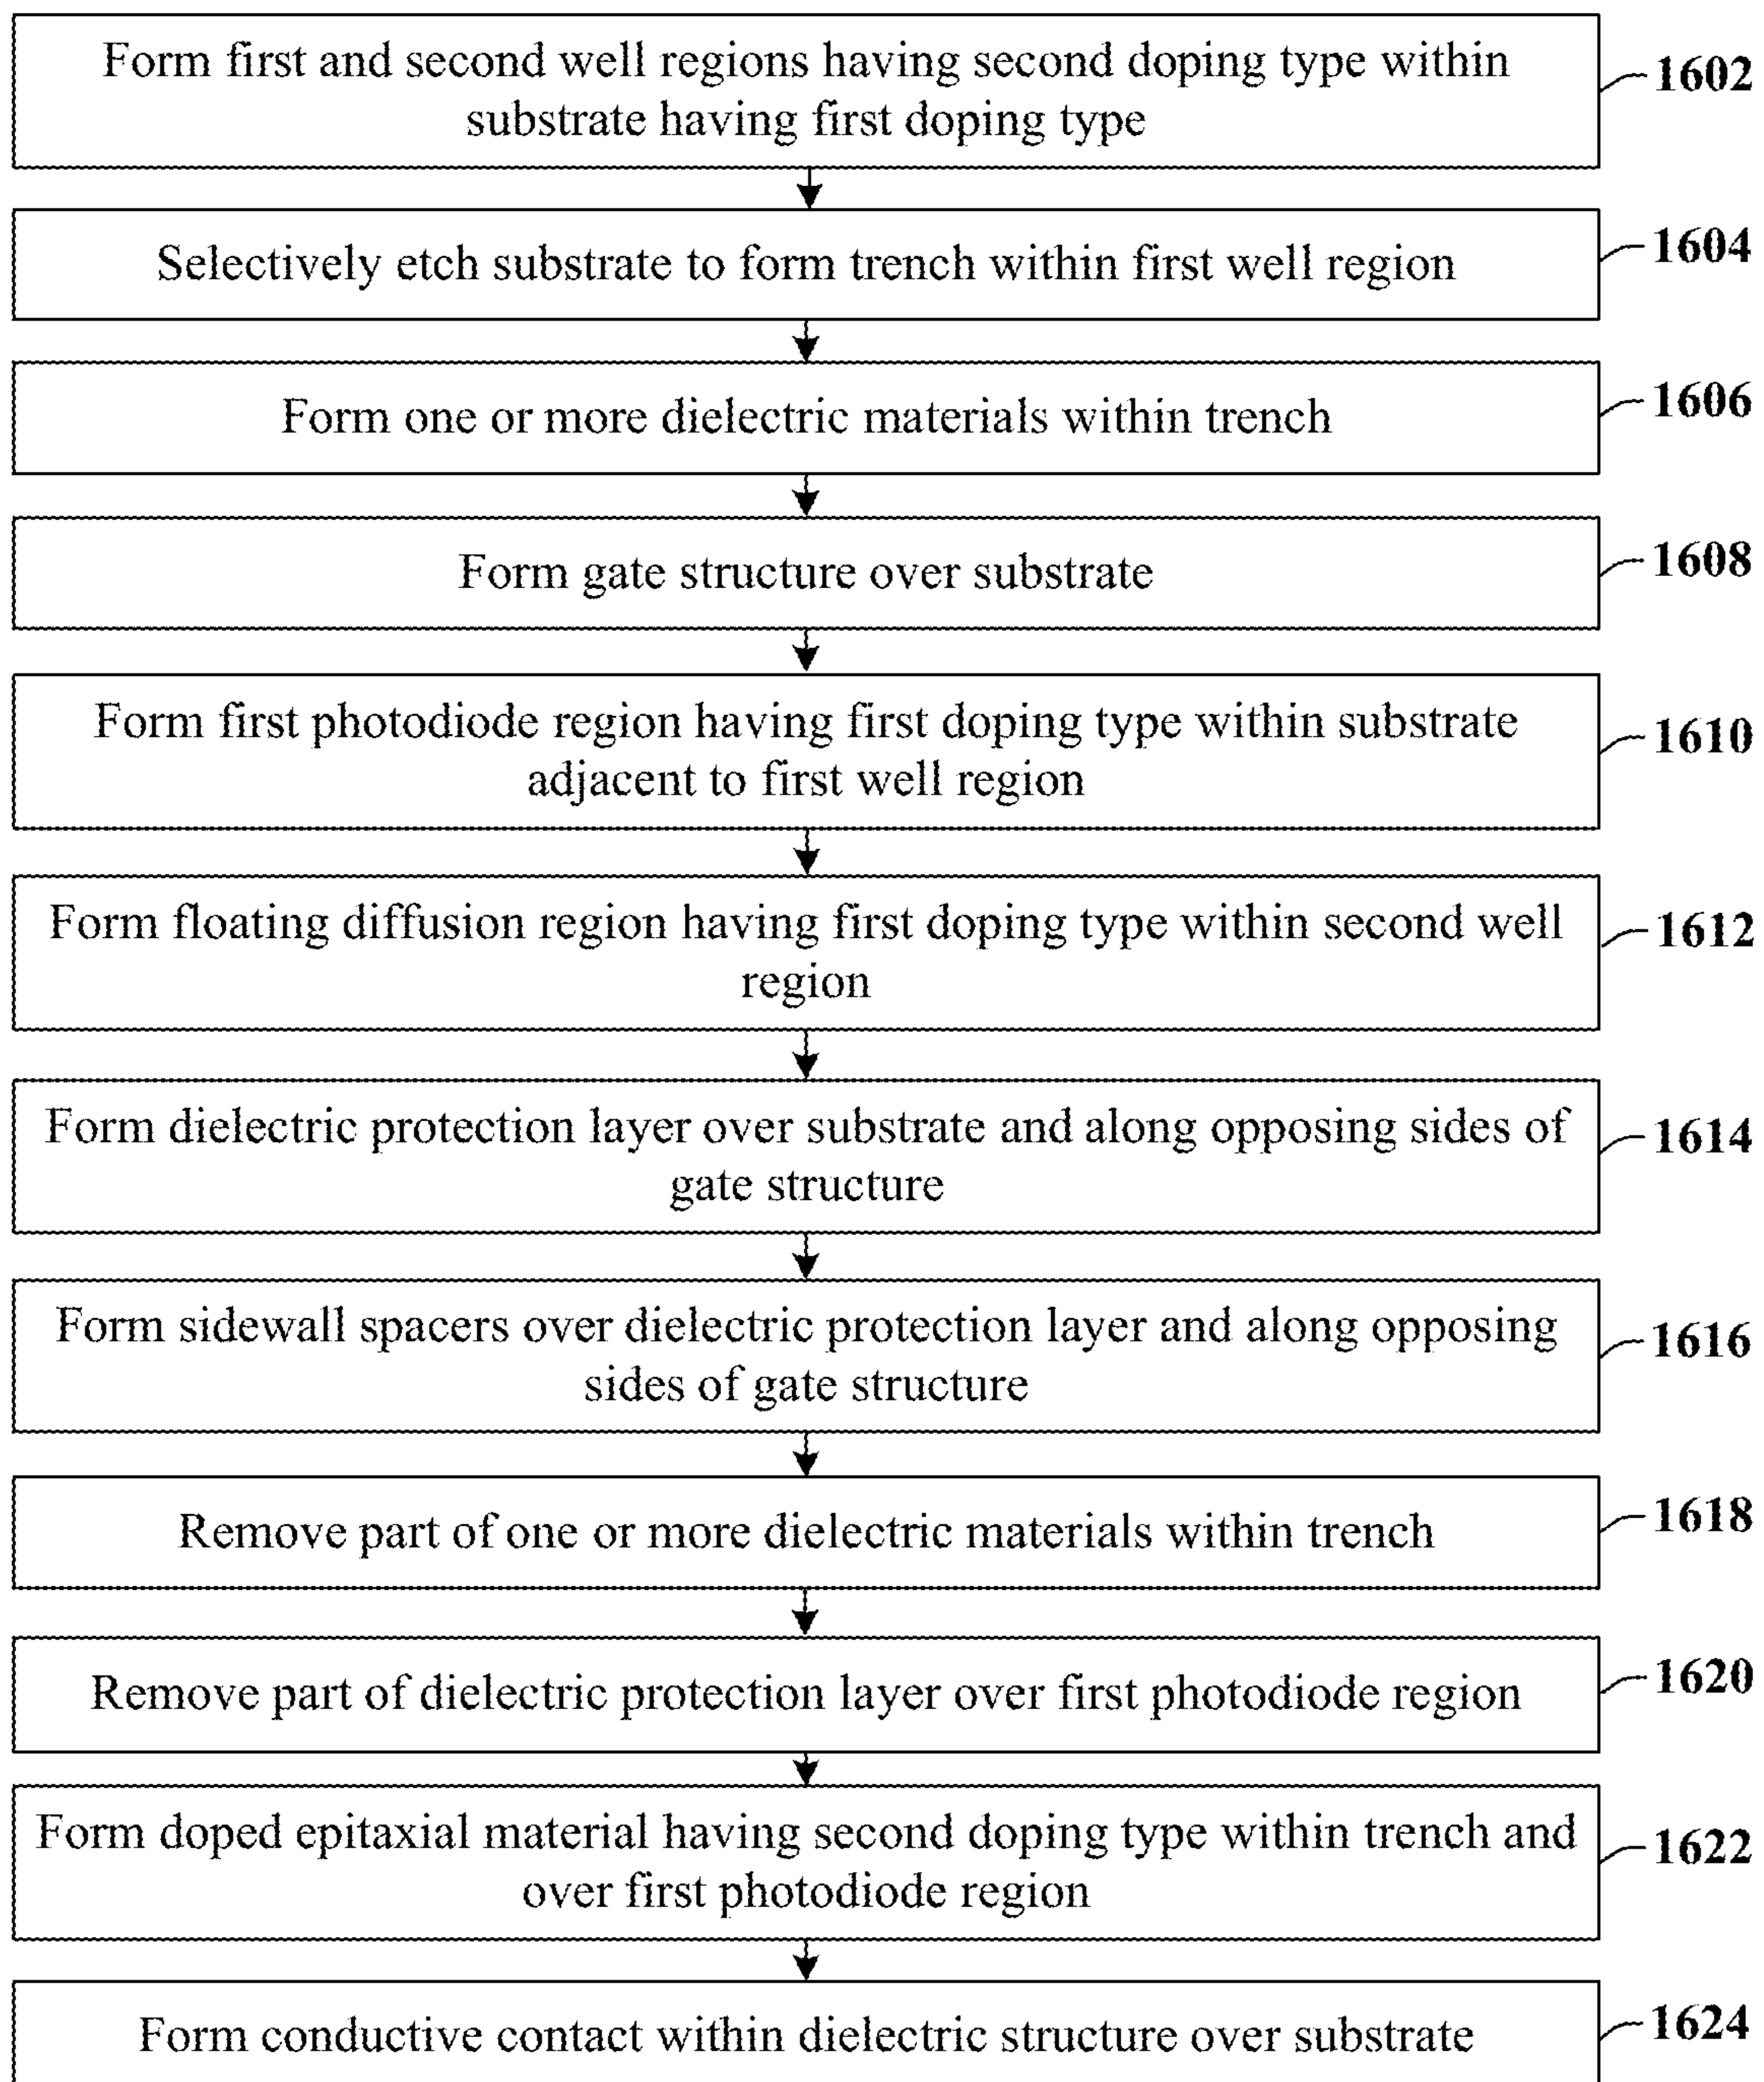 Form first and second well regions having second doping type within
substrate having first doping type
1602
Selectively etch substrate to form trench within first well region
1604
Form one or more dielectric materials within trench
1606
Form gate structure over substrate
1608
Form first photodiode region having first doping type within substrate
adjacent to first well region
1610
Form floating diffusion region having first doping type within second well
region
1612
Form dielectric protection layer over substrate and along opposing sides of
gate structure
1614
Form sidewall spacers over dielectric protection layer and along opposing
sides of gate structure
1616
Remove part of one or more dielectric materials within trench
1618
Remove part of dielectric protection layer over first photodiode region
1620
Form doped epitaxial material having second doping type within trench and
over first photodiode region
1622
Form conductive contact within dielectric structure over substrate
1624